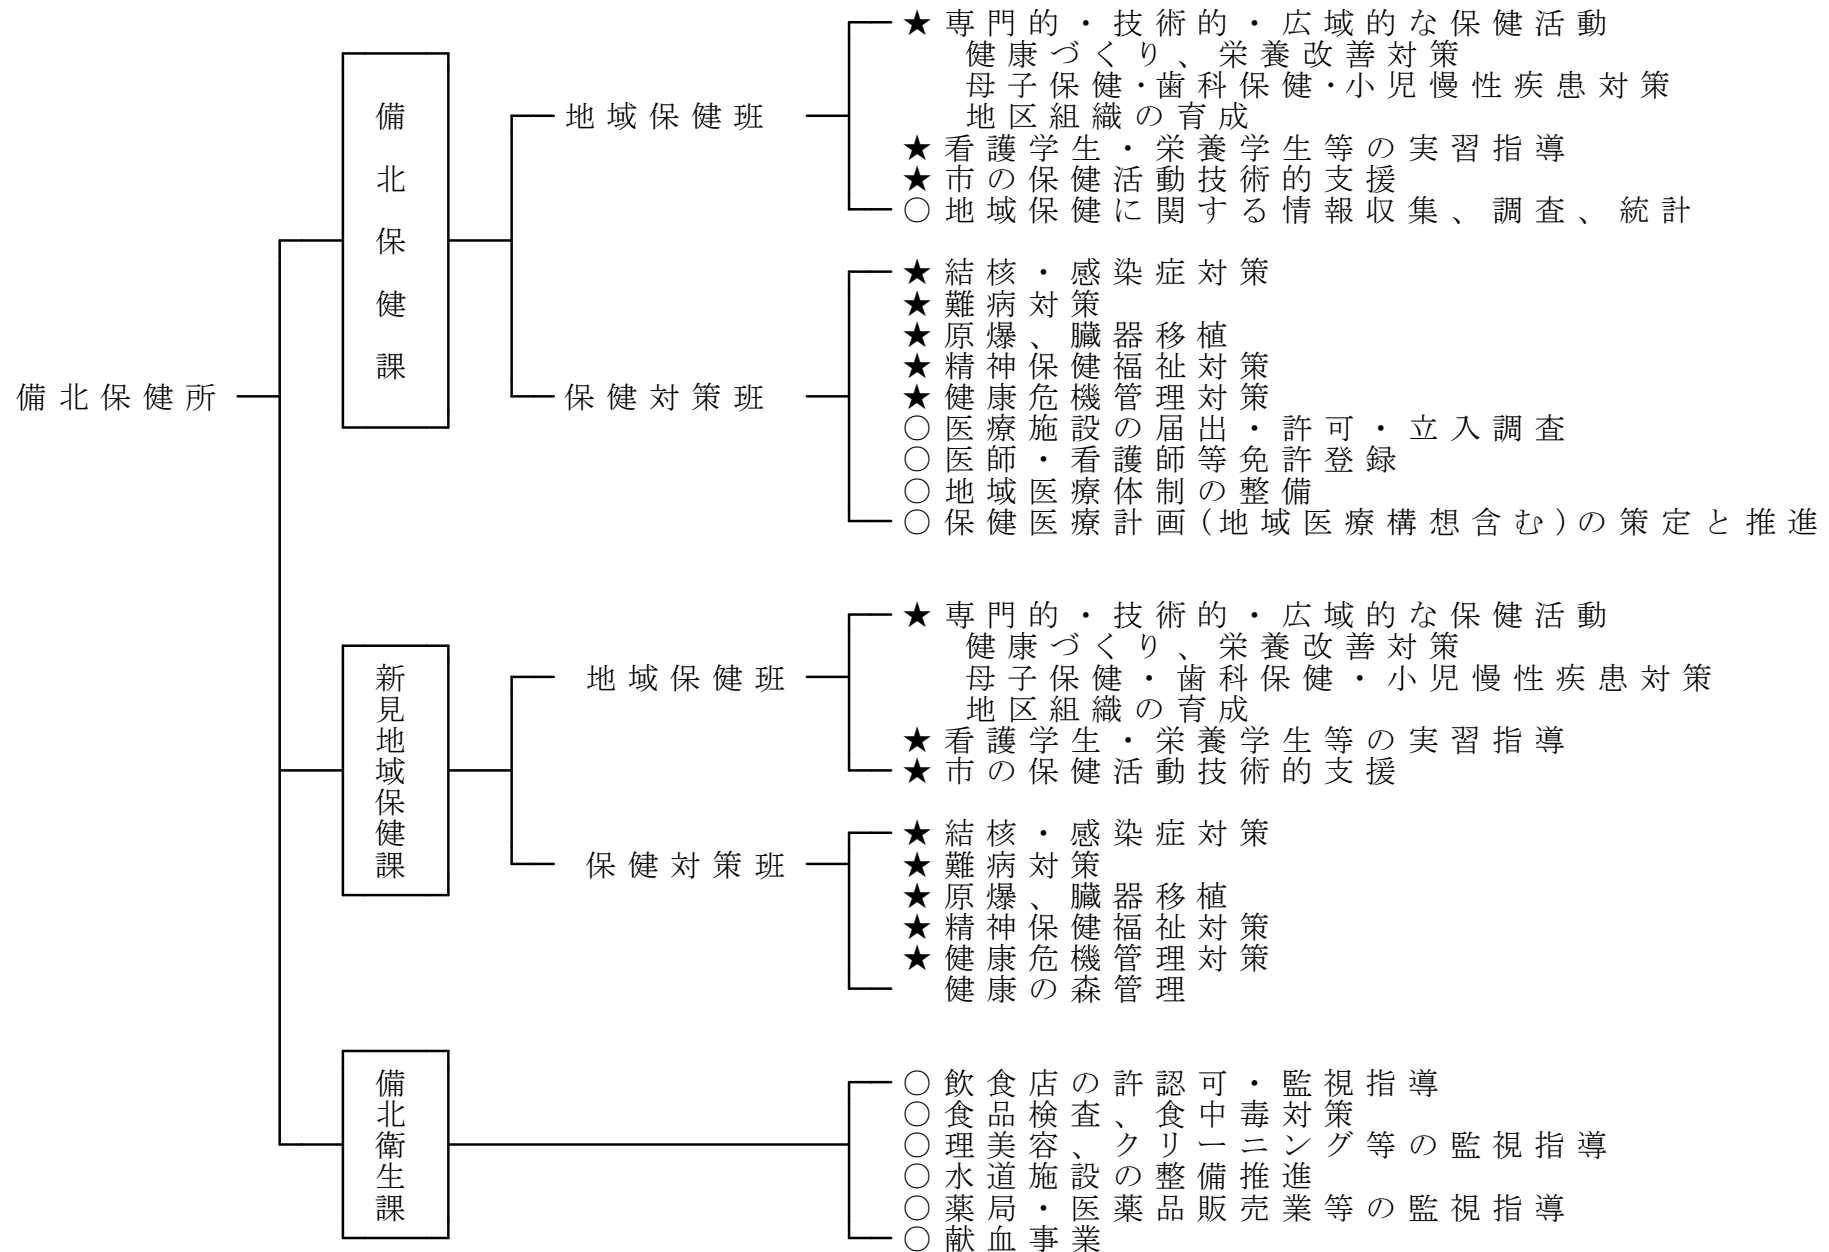 備北保健所
備北保健課
地域保健班
★専門的・技術的・広域的な保健活動
健康づくり、栄養改善対策
母子保健・歯科保健・小児慢性疾患対策
地区組織の育成
★看護学生・栄養学生等の実習指導
★市の保健活動技術的支援
○地域保健に関する情報収集、調査、統計
保健対策班
★結核・感染症対策
★難病対策
★原爆、臓器移植
★精神保健福祉対策
★健康危機管理対策
○医療施設の届出・許可・立入調査
○医師・看護師等免許登録
○地域医療体制の整備
○保健医療計画(地域医療構想含む)の策定と推進
新見地域保健課
地域保健班
★専門的・技術的・広域的な保健活動
健康づくり、栄養改善対策
母子保健・歯科保健・小児慢性疾患対策
地区組織の育成
★看護学生・栄養学生等の実習指導
★市の保健活動技術的支援
保健対策班
★結核・感染症対策
★難病対策
★原爆、臓器移植
★精神保健福祉対策
★健康危機管理対策
健康の森管理
備北衛生課
○飲食店の許認可・監視指導
○食品検査、食中毒対策
○理美容、クリーニング等の監視指導
○水道施設の整備推進
○薬局・医薬品販売業等の監視指導
○献血事業